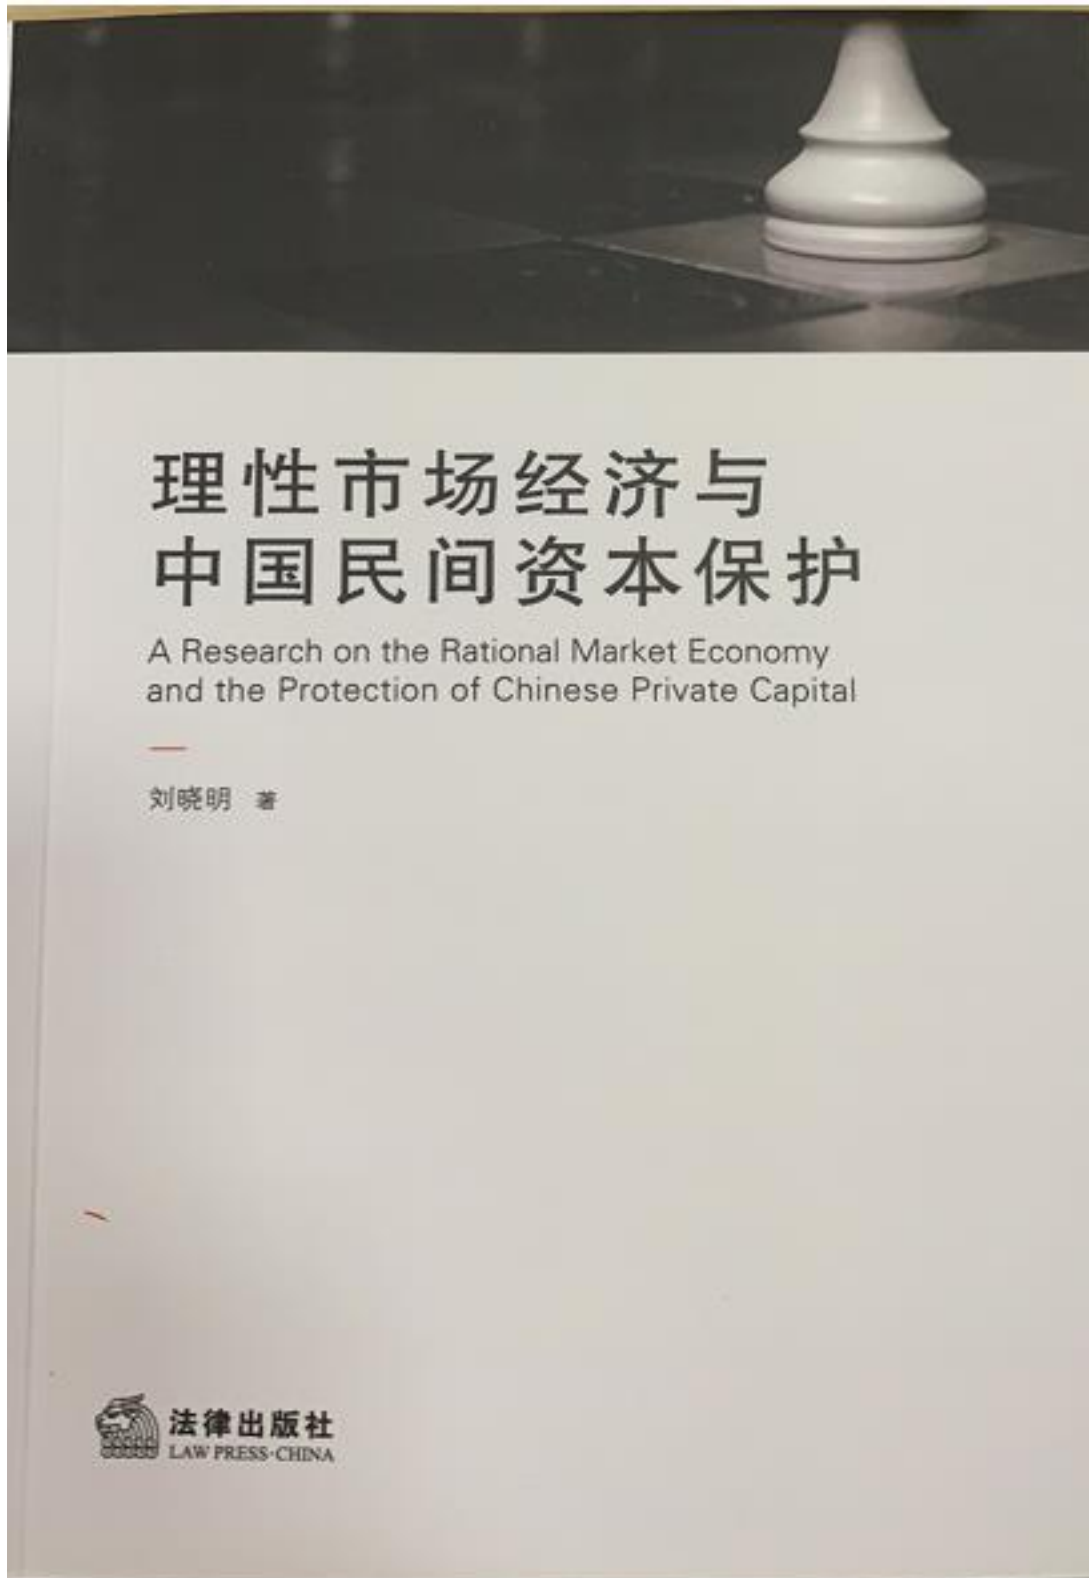 理性市场经济与
中国民间资本保护
A Research on the Rational Market Economy
and the Protection of Chinese Private Capital
刘晓明 著
法律出版社
LAW PRESS·CHINA